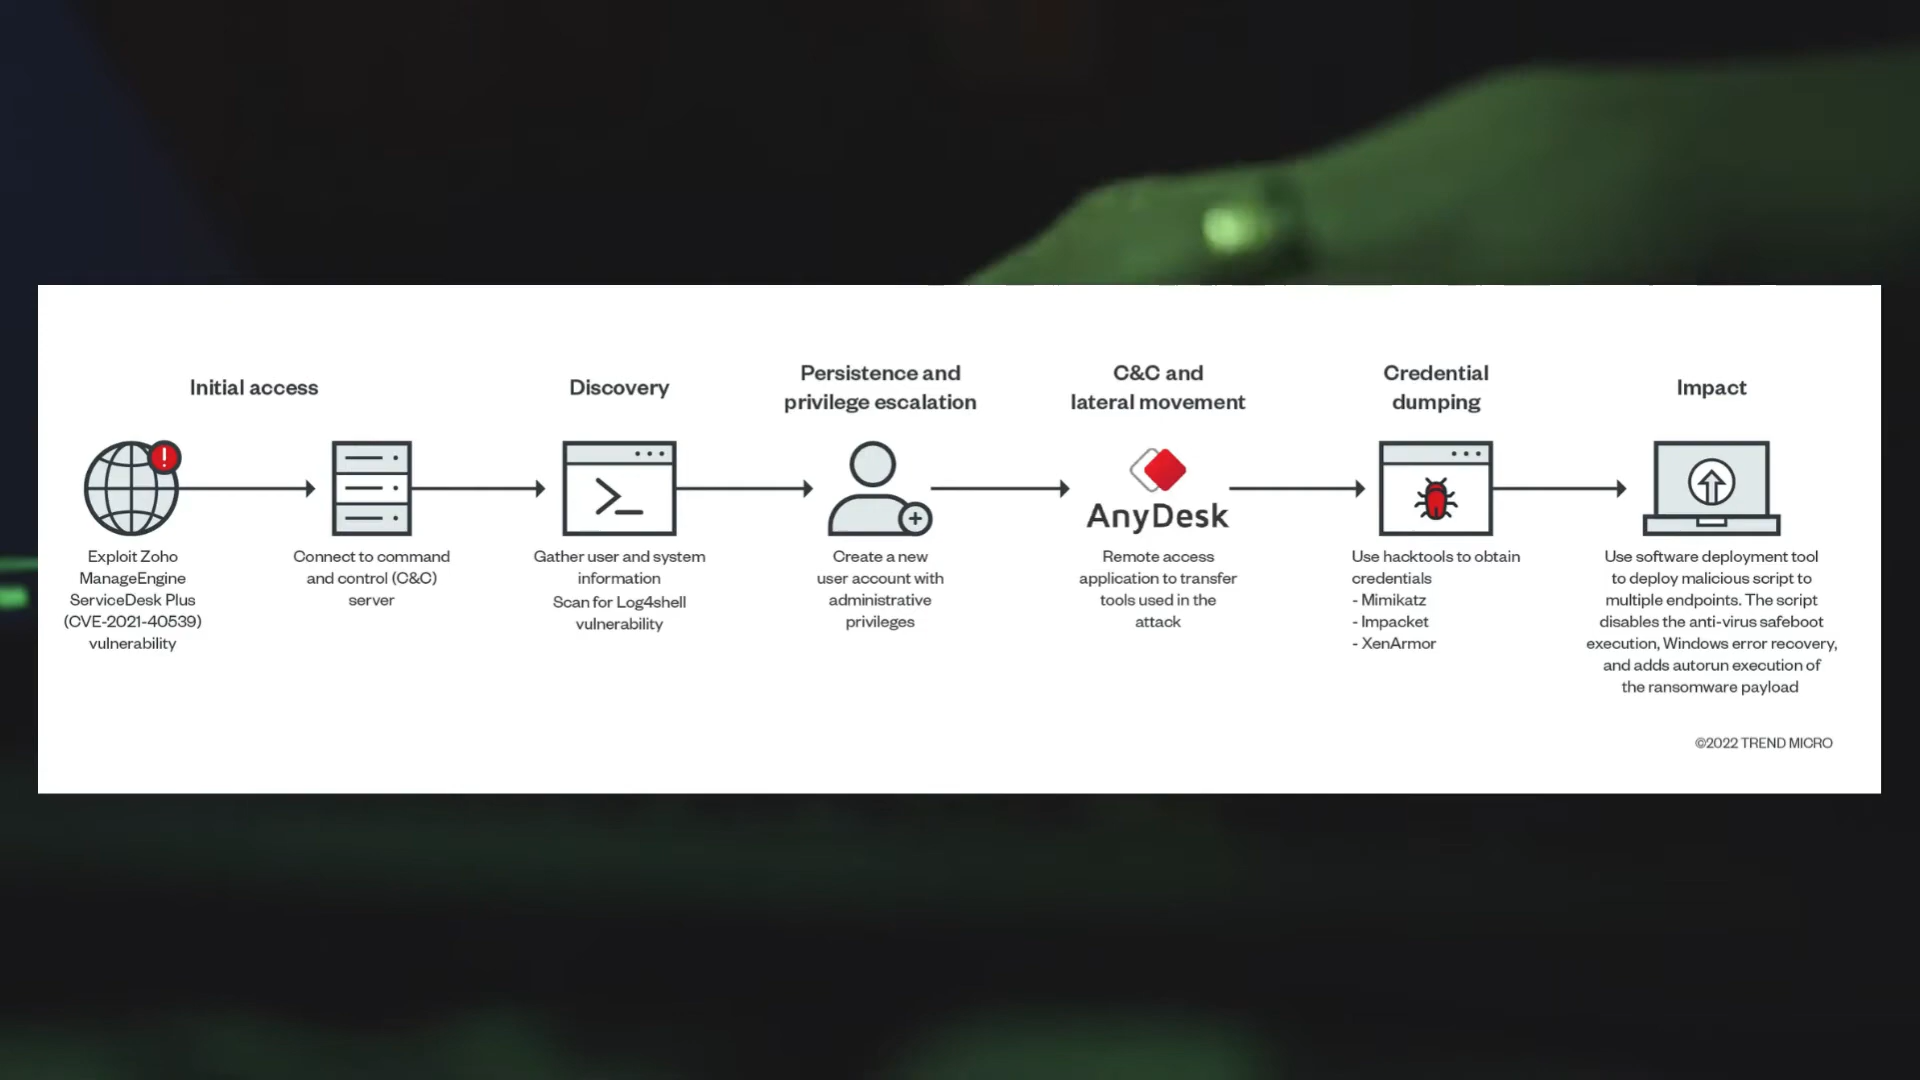 Initial access
Exploit Zoho
ManageEngine
ServiceDesk Plus
(CVE-2021-40539)
vulnerability
Connect to command
and control (C&C)
server
Discovery
Gather user and system
information
Scan for Log4shell
vulnerability
Persistence and
privilege escalation
Create a new
user account with
administrative
privileges
C&C and
lateral movement
AnyDesk
Remote access
application to transfer
tools used in the
attack
Credential
dumping
Use hacktools to obtain
credentials
- Mimikatz
- Impacket
- XenArmor
Impact
Use software deployment tool
to deploy malicious script to
multiple endpoints. The script
disables the anti-virus safeboot
execution, Windows error recovery,
and adds autorun execution of
the ransomware payload
©2022 TREND MICRO